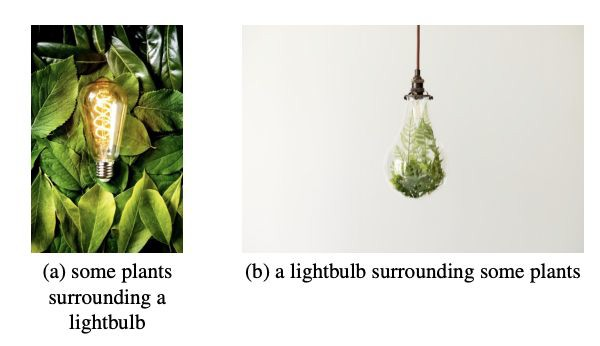 (a) some plants
surrounding a
lightbulb
(b) a lightbulb surrounding some plants